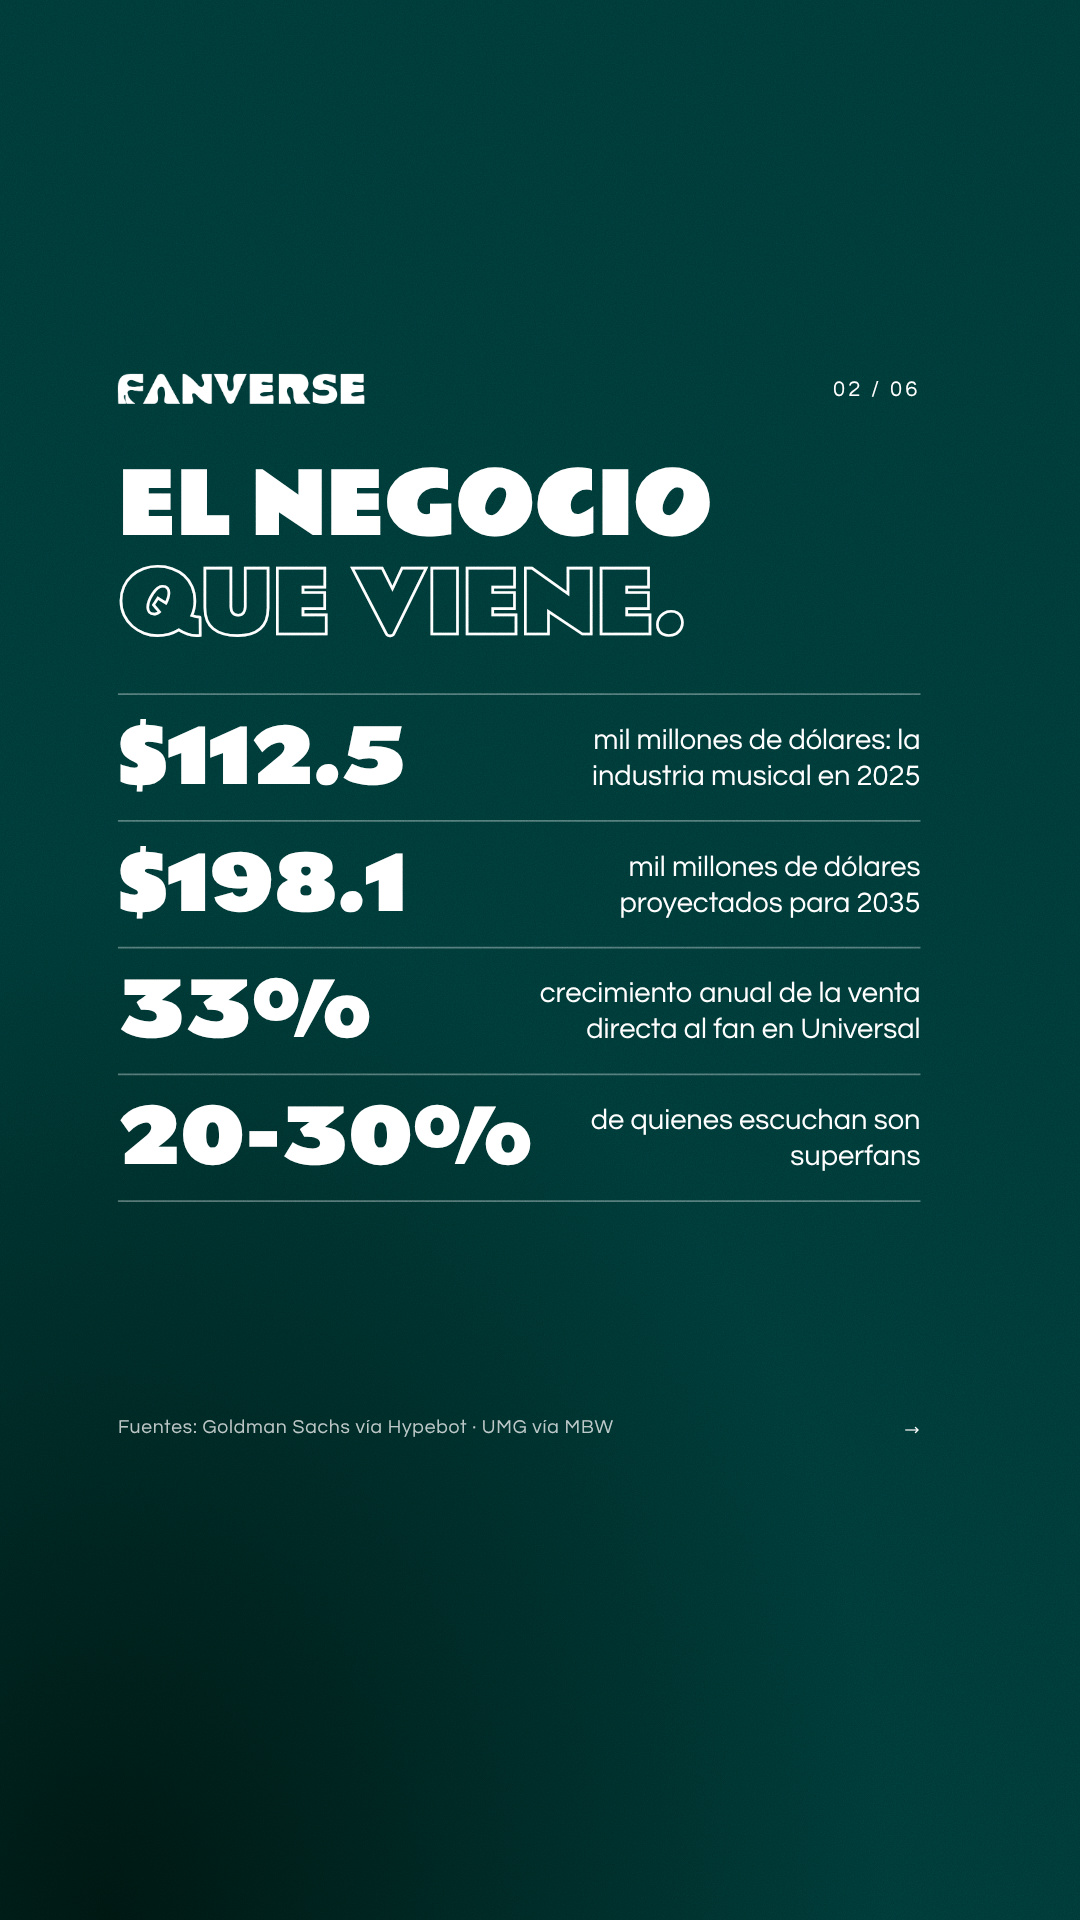 FANVERSE
02 / 06
EL NEGOCIO
QUE VIENE.
$112.5
mil millones de dólares: la
industria musical en 2025
$198.1
mil millones de dólares
proyectados para 2035
33%
crecimiento anual de la venta
directa al fan en Universal
20-30%
de quienes escuchan son
superfans
Fuentes: Goldman Sachs vía Hypebot · UMG vía MBW
→